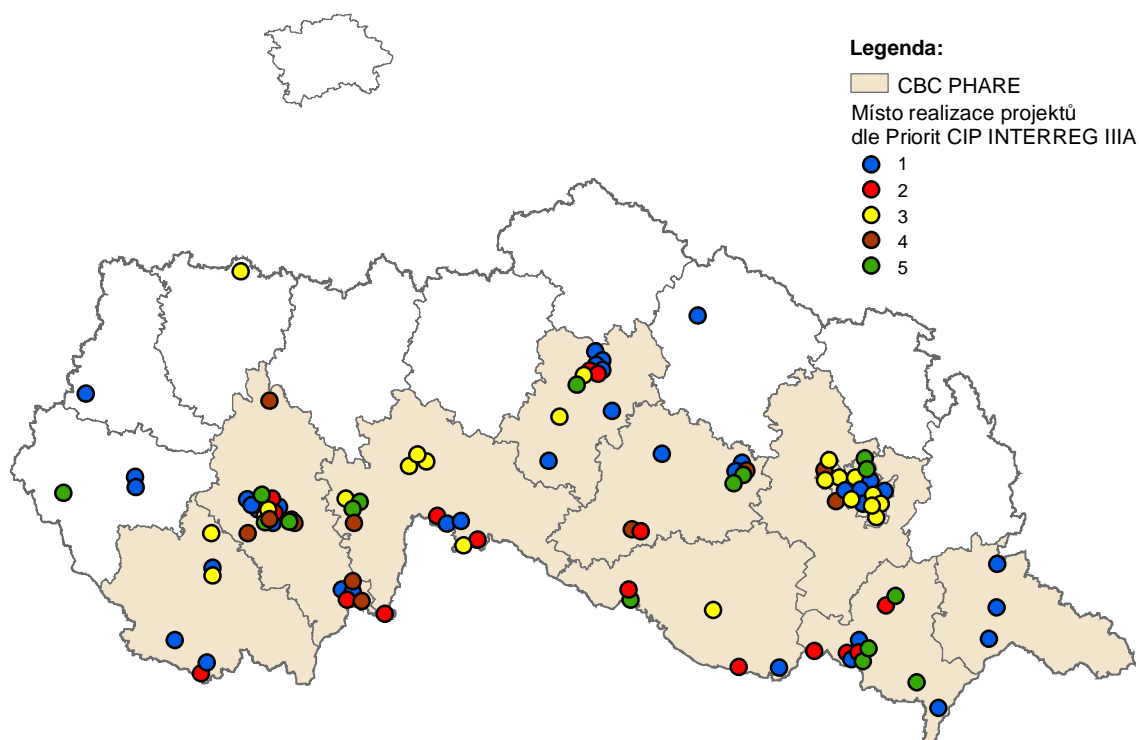 Legenda:
CBC PHARE
Místo realizace projektů
dle Priorit CIP INTERREG IIIA
1
2
3
4
5